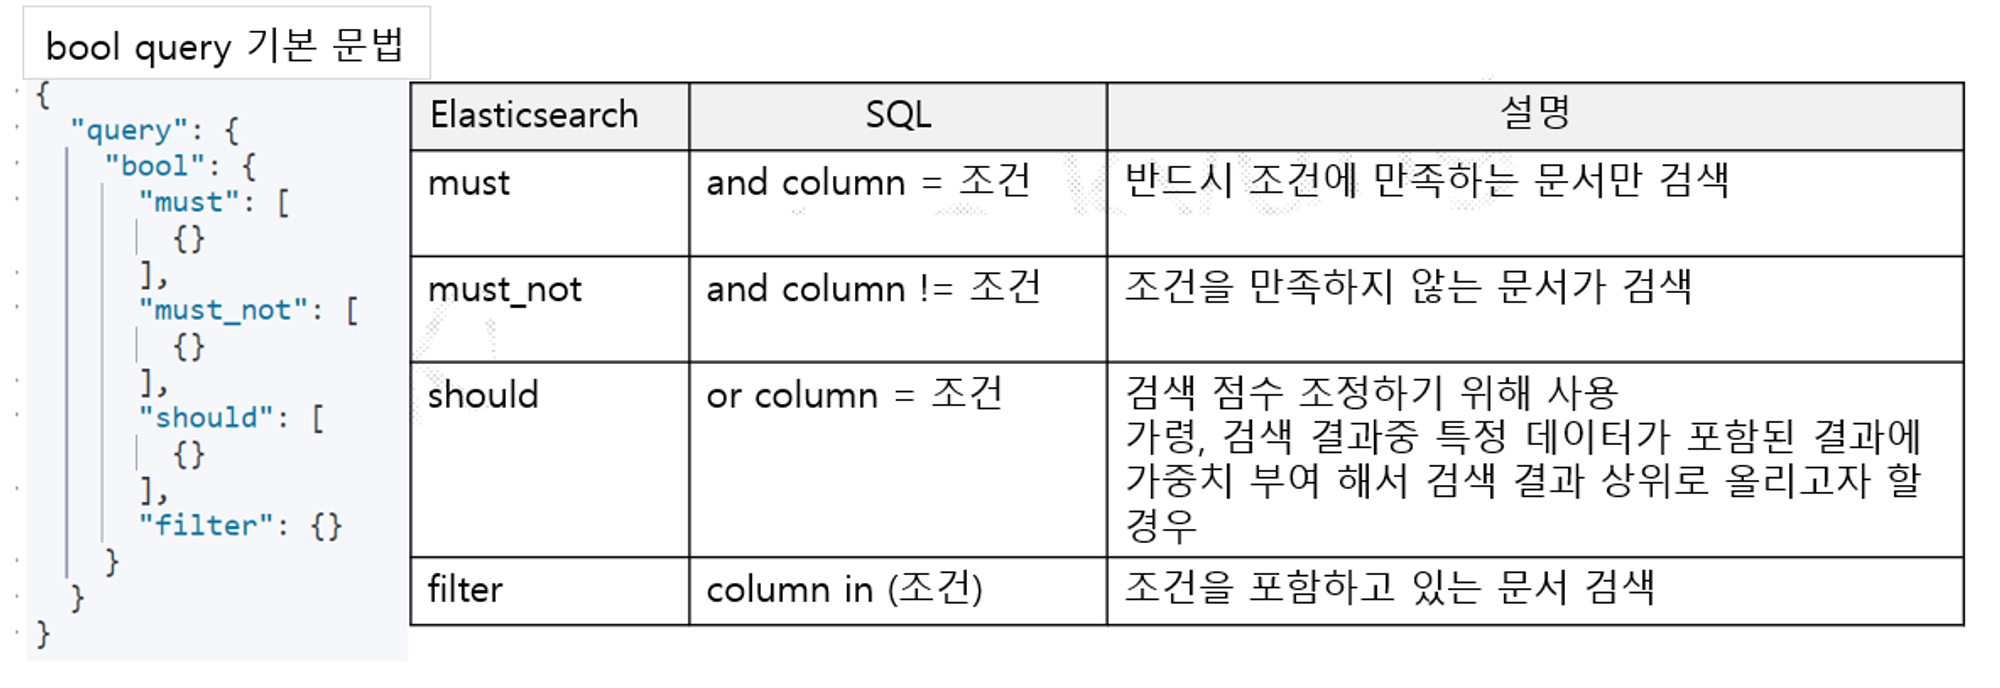 bool query 기본 문법
{
"query": {
"bool": {
"must": [
{}
],
"must_not": [
{}
],
"should": [
{}
],
"filter": {}
}
}
}
Elasticsearch SQL 설명
must and column = 조건 반드시 조건에 만족하는 문서만 검색
must_not and column != 조건 조건을 만족하지 않는 문서가 검색
should or column = 조건 검색 점수 조정하기 위해 사용
가령, 검색 결과중 특정 데이터가 포함된 결과에
가중치 부여 해서 검색 결과 상위로 올리고자 할
경우
filter column in (조건) 조건을 포함하고 있는 문서 검색